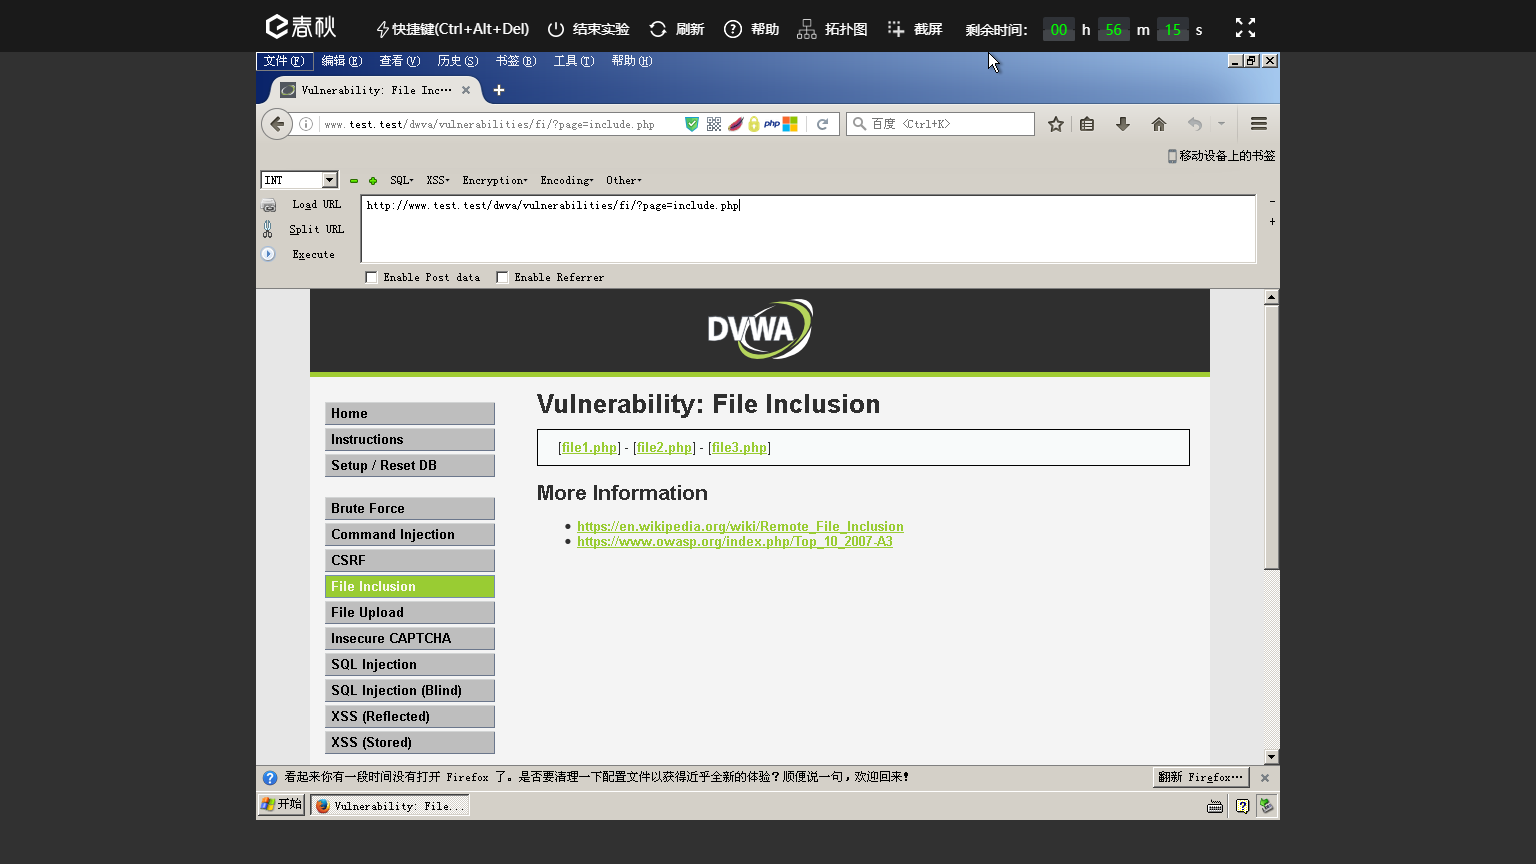 春秋 快捷键(Ctrl+Alt+Del) 结束实验 刷新 帮助 拓扑图 截屏 剩余时间： 00 h 56 m 15 s
文件(F) 编辑(E) 查看(V) 历史(S) 书签(B) 工具(T) 帮助(H)
Vulnerability: File Inc···
www.test.test/dwva/vulnerabilities/fi/?page=include.php php 百度 <Ctrl+K>
移动设备上的书签
INT SQL XSS Encryption Encoding Other
Load URL http://www.test.test/dwva/vulnerabilities/fi/?page=include.php
Split URL
Execute
Enable Post data Enable Referrer
DVWA
Vulnerability: File Inclusion
[file1.php] - [file2.php] - [file3.php]
More Information
https://en.wikipedia.org/wiki/Remote_File_Inclusion
https://www.owasp.org/index.php/Top_10_2007-A3
Home
Instructions
Setup / Reset DB
Brute Force
Command Injection
CSRF
File Inclusion
File Upload
Insecure CAPTCHA
SQL Injection
SQL Injection (Blind)
XSS (Reflected)
XSS (Stored)
看起来你有一段时间没有打开 Firefox 了。是否要清理一下配置文件以获得近乎全新的体验？顺便说一句，欢迎回来！ 翻新 Firefox···
开始 Vulnerability: File...